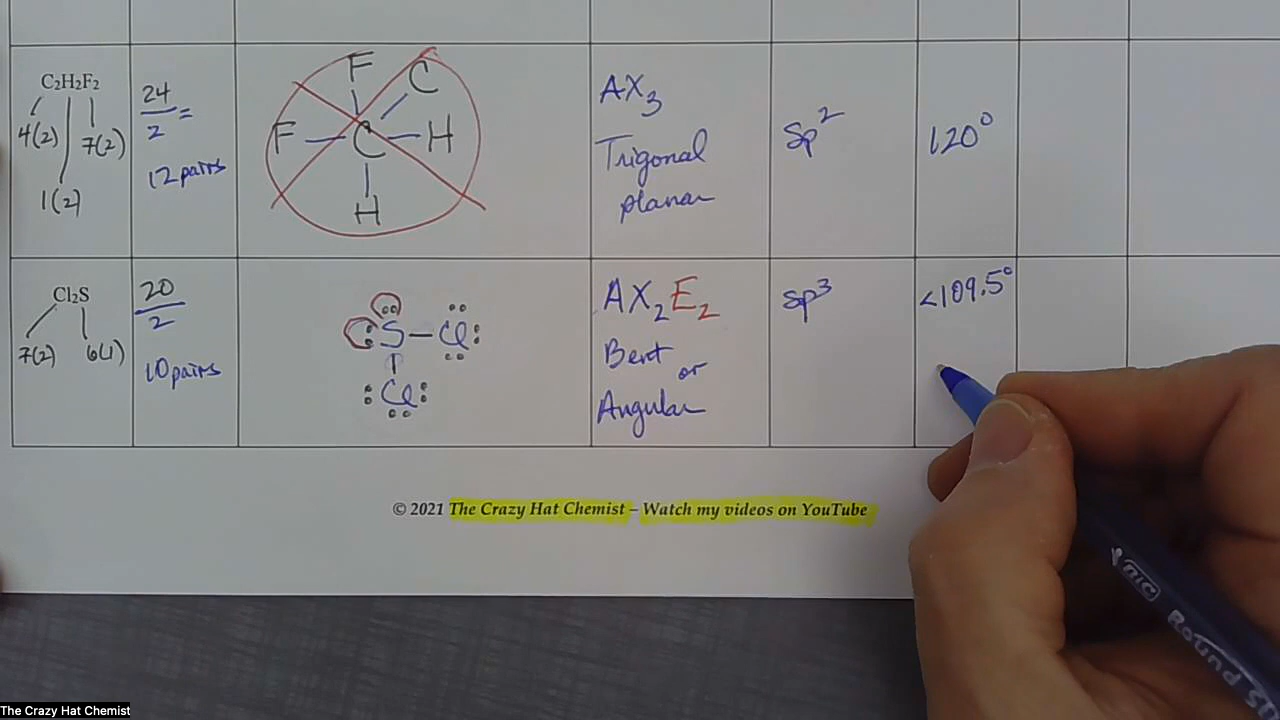 C₂H₂F₂
4(2) 7(2)
1(2)
24
2 =
12 pairs
F C
F C H
H
AX₃
Trigonal
planar
Sp²
120°
Cl₂S
7(2) 6(1)
20
2
10 pairs
S Cl
Cl
AX₂E₂
Bent
or
Angular
Sp³
<109.5°
© 2021 The Crazy Hat Chemist – Watch my videos on YouTube
BIC Round
The Crazy Hat Chemist